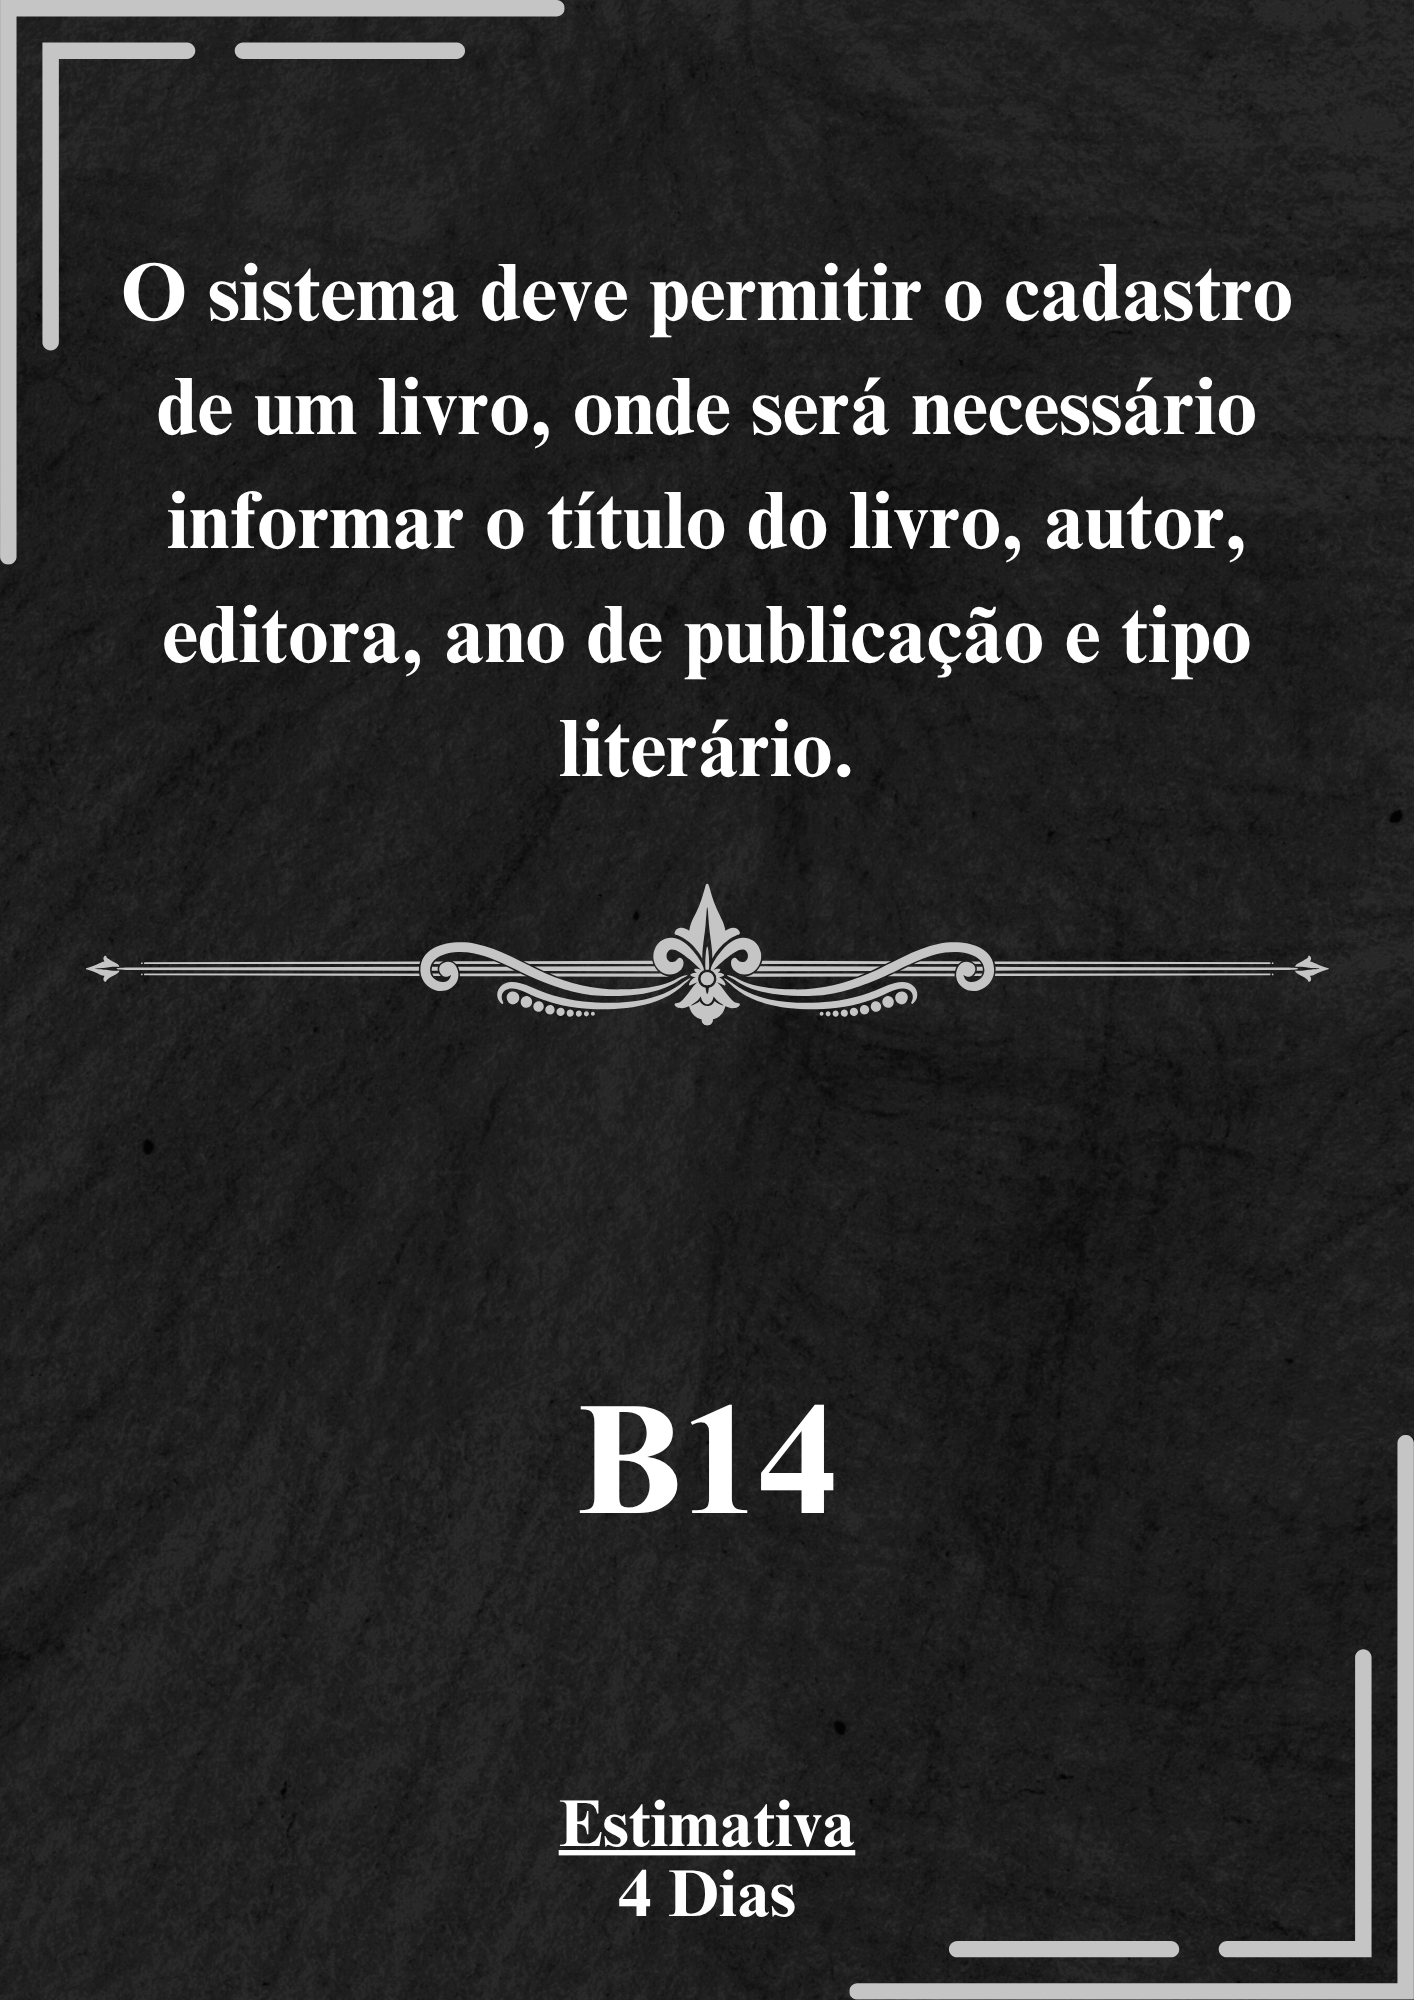 O sistema deve permitir o cadastro
de um livro, onde será necessário
informar o título do livro, autor,
editora, ano de publicação e tipo
literário.
B14
Estimativa
4 Dias